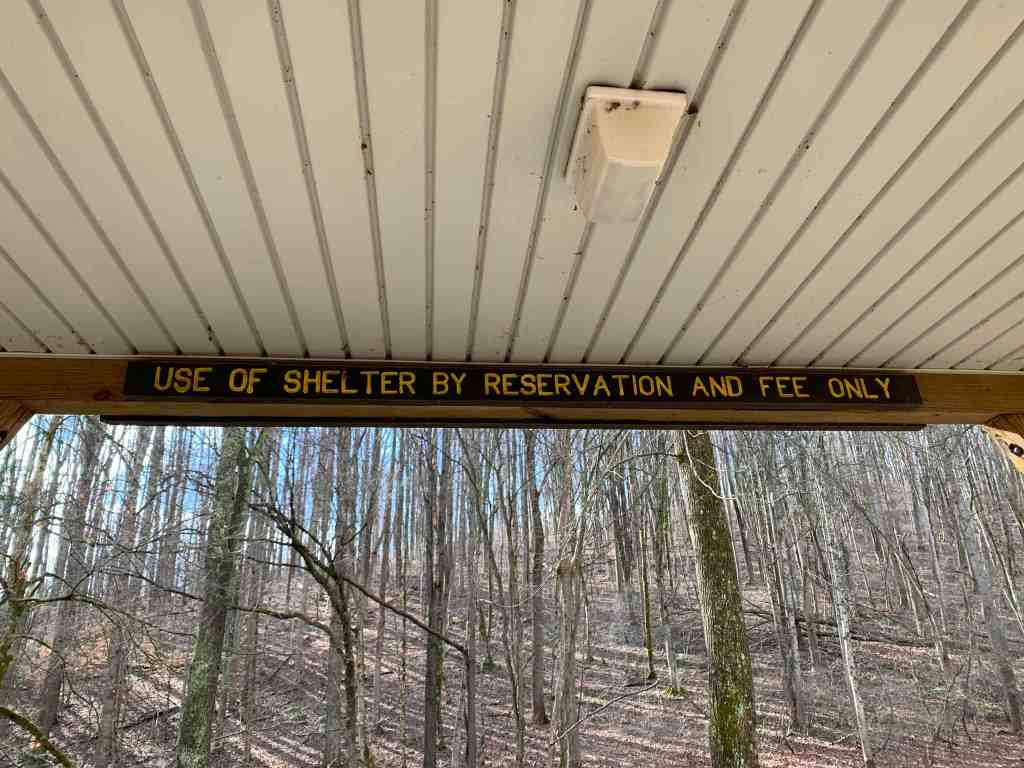 USE OF SHELTER BY RESERVATION AND FEE ONLY